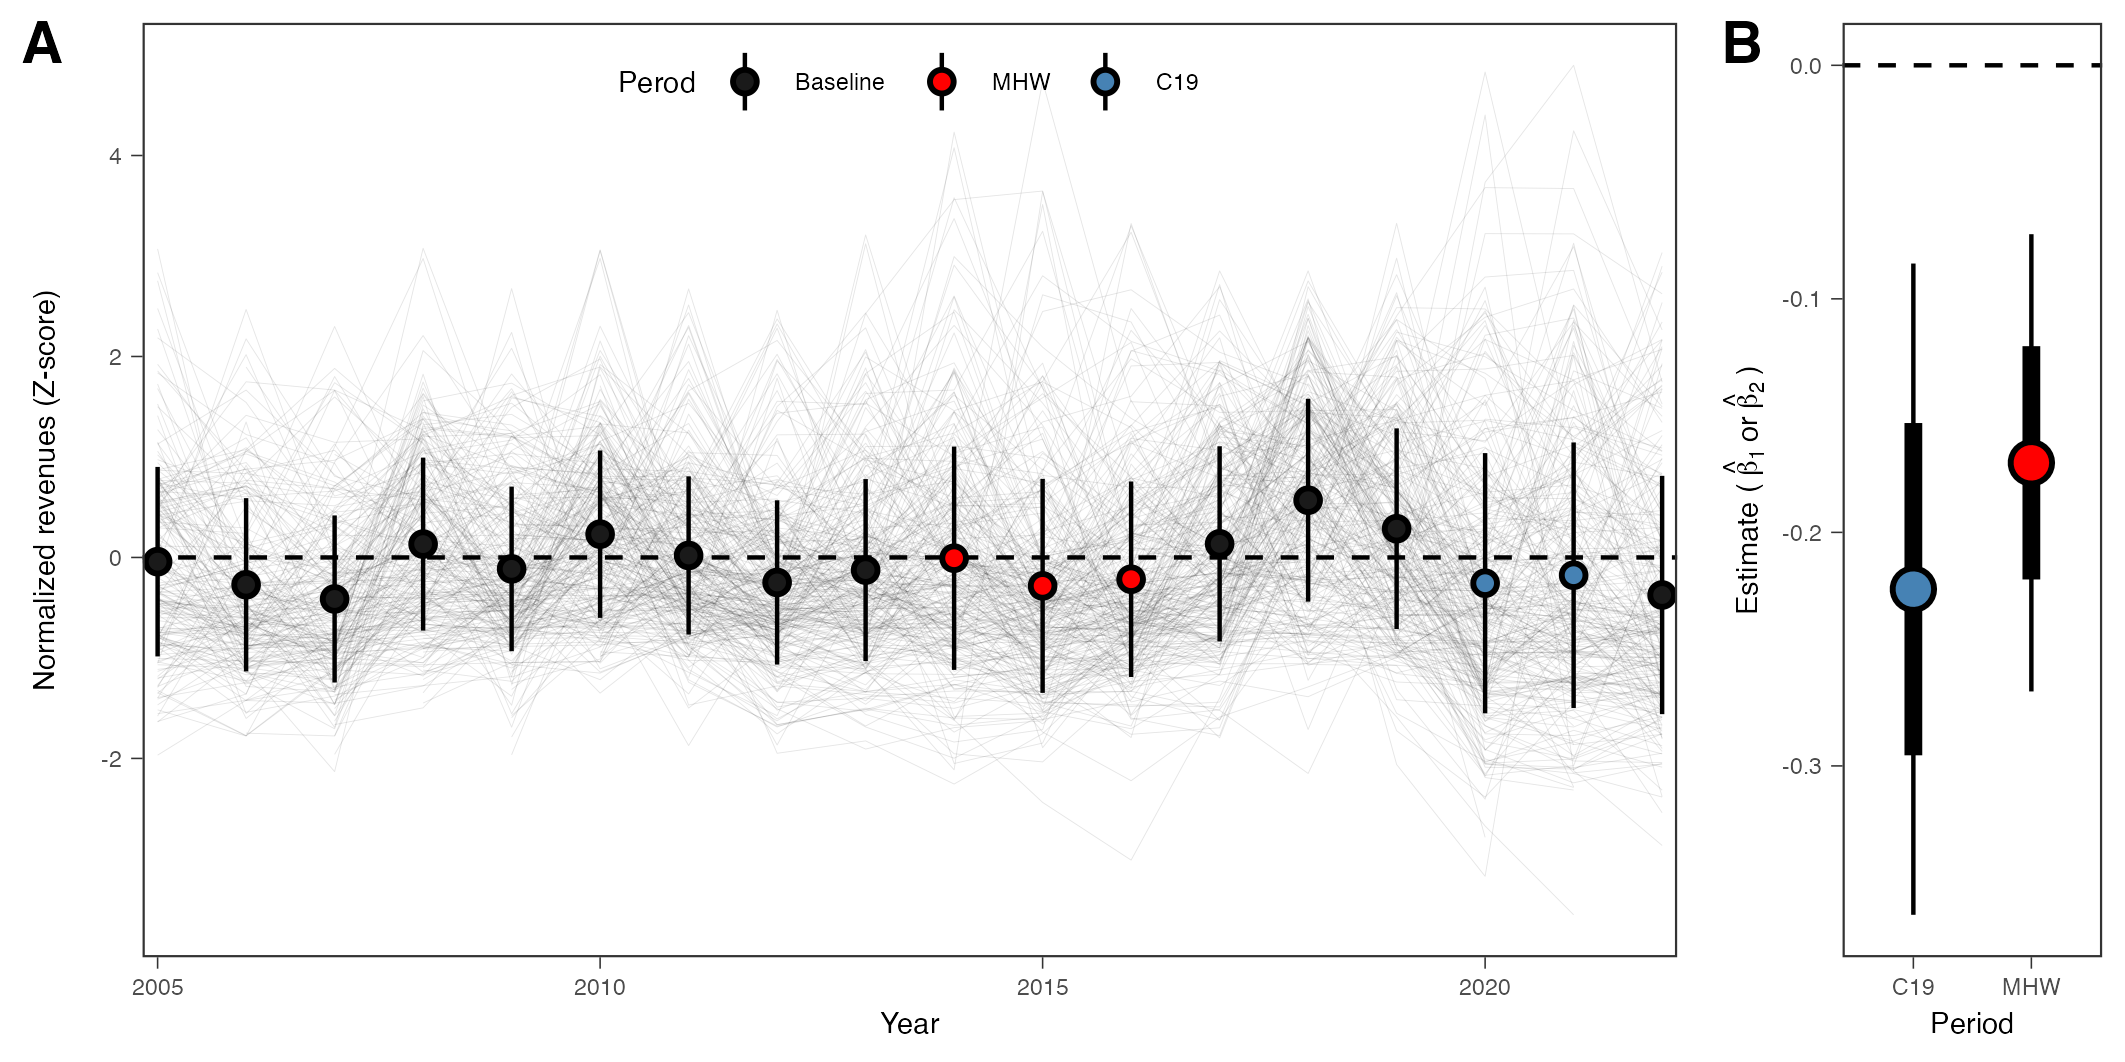 A
Perod Baseline MHW C19
4
2
0
-2
Normalized revenues (Z-score)
2005 2010 2015 2020
Year
B
0.0
-0.1
-0.2
-0.3
Estimate ( β̂₁ or β̂₂ )
C19 MHW
Period